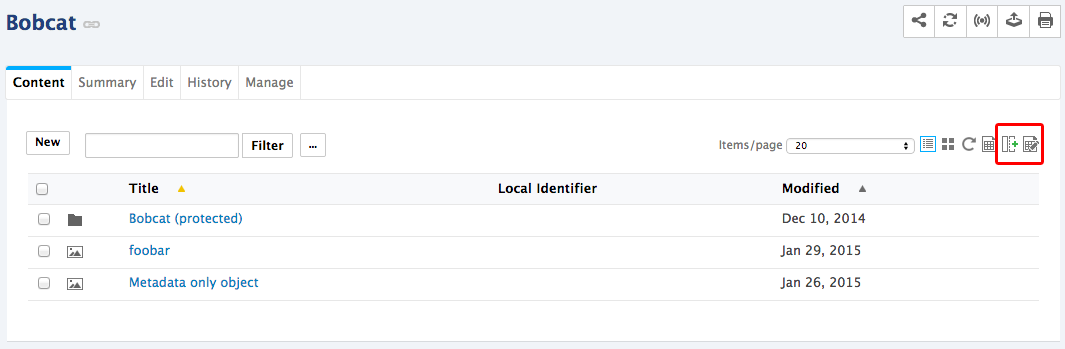 Bobcat
Content Summary Edit History Manage
New Filter ... Items/page 20
Title Local Identifier Modified
Bobcat (protected) Dec 10, 2014
foobar Jan 29, 2015
Metadata only object Jan 26, 2015